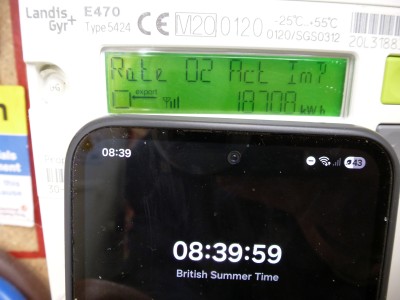 Landis Gyr+ E470
Type 5424
CE M20 0120
-25°C...+55°C
0120/SGS0312
Rate 02 Act Im?
export
18708 kWh
08:39
43
08:39:59
British Summer Time